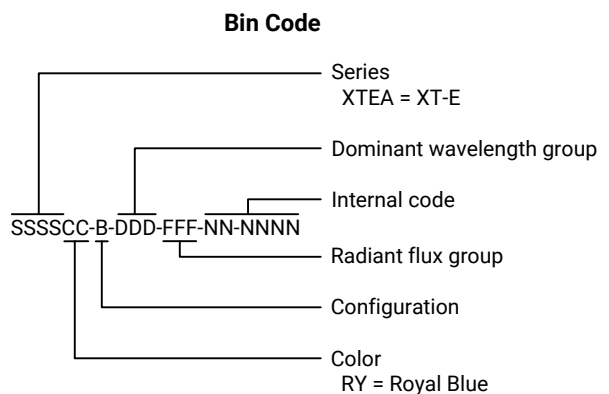 Bin Code
Series
XTEA = XT-E
Dominant wavelength group
Internal code
SSSSCC-B-DDD-FFF-NN-NNNN
Radiant flux group
Configuration
Color
RY = Royal Blue